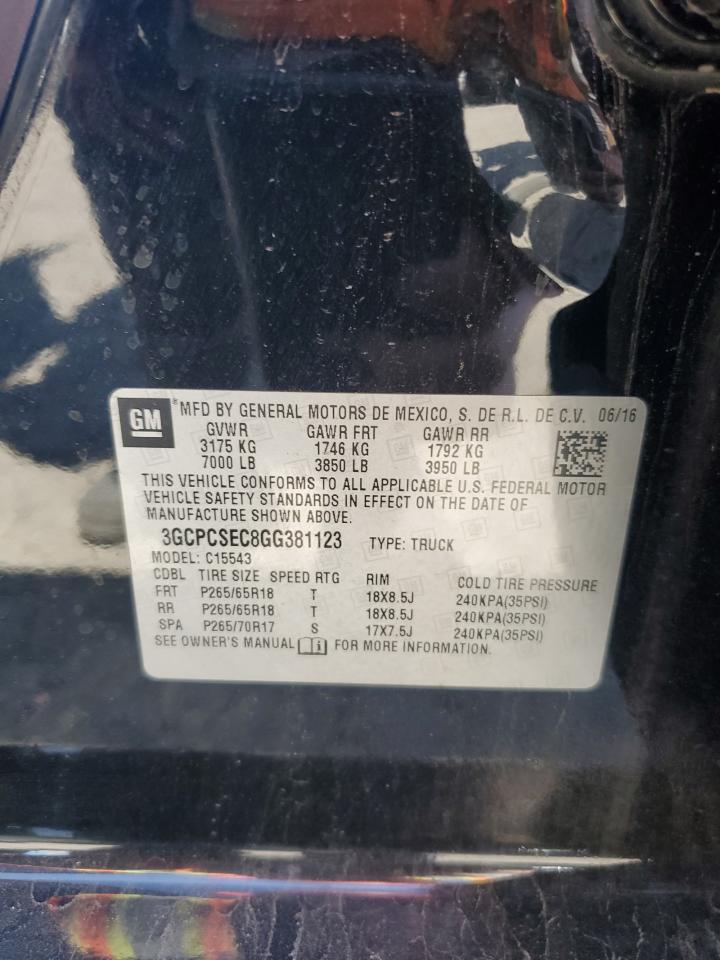 GM ®MFD BY GENERAL MOTORS DE MEXICO, S. DE R.L. DE C.V. 06/16
GVWR GAWR FRT GAWR RR
3175 KG 1746 KG 1792 KG
7000 LB 3850 LB 3950 LB
THIS VEHICLE CONFORMS TO ALL APPLICABLE U.S. FEDERAL MOTOR
VEHICLE SAFETY STANDARDS IN EFFECT ON THE DATE OF
MANUFACTURE SHOWN ABOVE.
3GCPCSEC8GG381123 TYPE: TRUCK
MODEL: C15543
CDBL TIRE SIZE SPEED RTG RIM COLD TIRE PRESSURE
FRT P265/65R18 T 18X8.5J 240KPA(35PSI)
RR P265/65R18 T 18X8.5J 240KPA(35PSI)
SPA P265/70R17 S 17X7.5J 240KPA(35PSI)
SEE OWNER'S MANUAL FOR MORE INFORMATION.